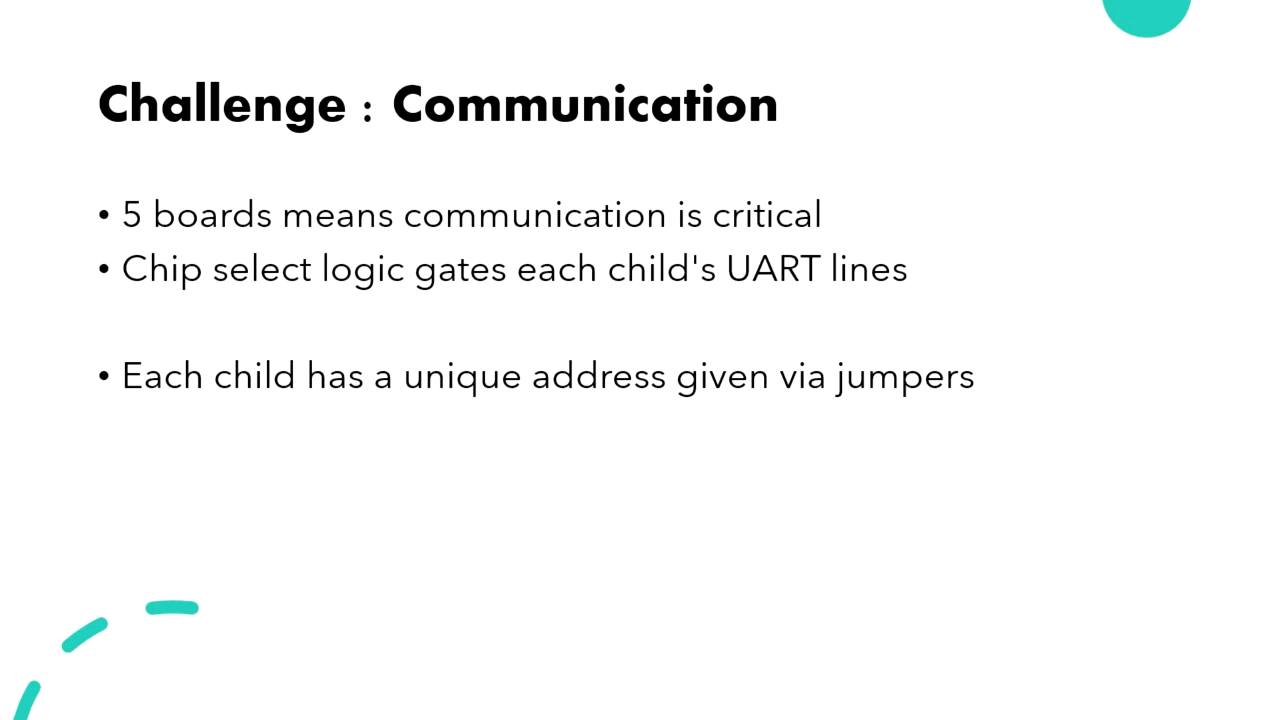 Challenge : Communication
• 5 boards means communication is critical
• Chip select logic gates each child's UART lines
• Each child has a unique address given via jumpers